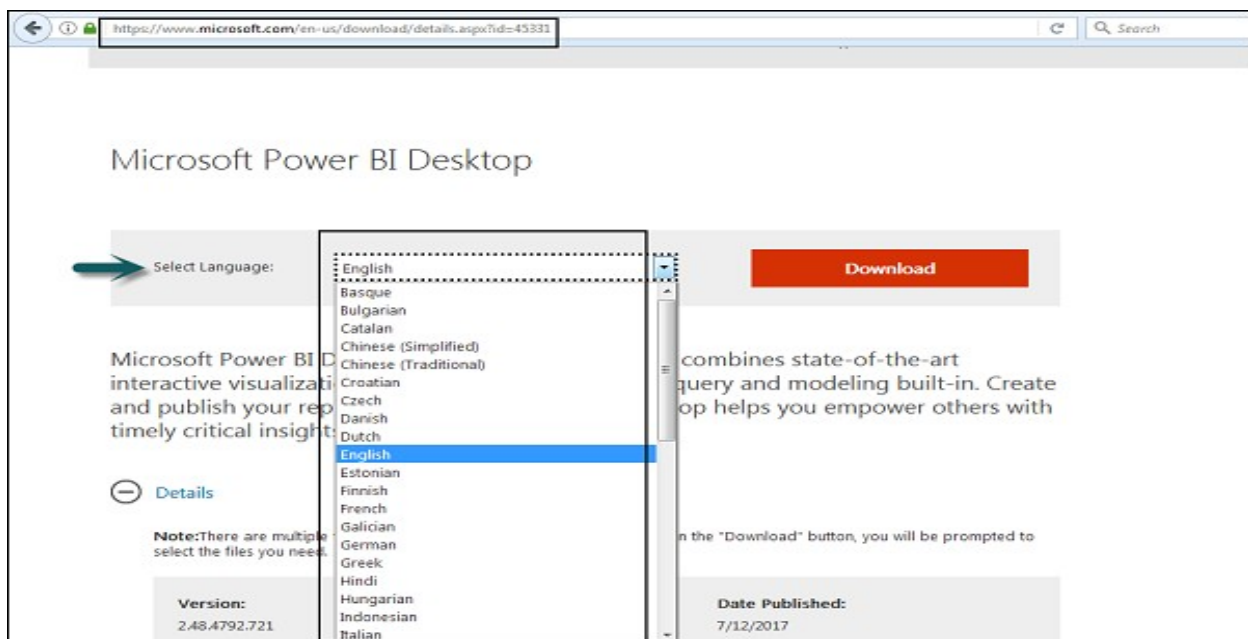 https://www.microsoft.com/en-us/download/details.aspx?id=45331
Search
Microsoft Power BI Desktop
Select Language:
English
Download
Basque
Bulgarian
Catalan
Chinese (Simplified)
Chinese (Traditional)
Croatian
Czech
Danish
Dutch
English
Estonian
Finnish
French
Galician
German
Greek
Hindi
Hungarian
Indonesian
Italian
Microsoft Power BI D combines state-of-the-art
interactive visualizati query and modeling built-in. Create
and publish your rep op helps you empower others with
timely critical insight
Details
Note:There are multiple n the "Download" button, you will be prompted to
select the files you need.
Version:
2.48.4792.721
Date Published:
7/12/2017